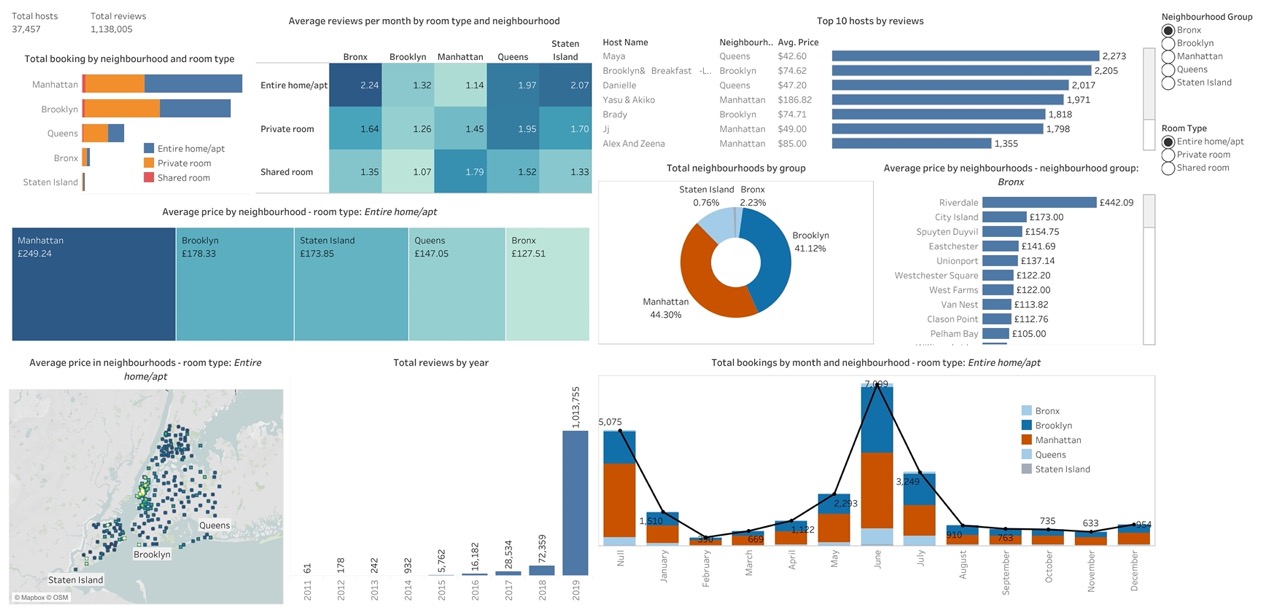 Total hosts
37,457
Total reviews
1,138,005
Total booking by neighbourhood and room type
Manhattan
Brooklyn
Queens
Bronx
Staten Island
Entire home/apt
Private room
Shared room
Average reviews per month by room type and neighbourhood
Bronx Brooklyn Manhattan Queens Staten Island
Entire home/apt 2.24 1.32 1.14 1.97 2.07
Private room 1.64 1.26 1.45 1.95 1.70
Shared room 1.35 1.07 1.79 1.52 1.33
Top 10 hosts by reviews
Host Name Neighbourh.. Avg. Price
Maya Queens $42.60 2,273
Brooklyn& Breakfast -L.. Brooklyn $74.62 2,205
Danielle Queens $47.20 2,017
Yasu & Akiko Manhattan $186.82 1,971
Brady Brooklyn $74.71 1,818
Jj Manhattan $49.00 1,798
Alex And Zeena Manhattan $85.00 1,355
Neighbourhood Group
Bronx
Brooklyn
Manhattan
Queens
Staten Island
Room Type
Entire home/apt
Private room
Shared room
Average price by neighbourhood - room type: Entire home/apt
Manhattan
£249.24
Brooklyn
£178.33
Staten Island
£173.85
Queens
£147.05
Bronx
£127.51
Total neighbourhoods by group
Staten Island
0.76%
Bronx
2.23%
Brooklyn
41.12%
Manhattan
44.30%
Average price by neighbourhoods - neighbourhood group:
Bronx
Riverdale £442.09
City Island £173.00
Spuyten Duyvil £154.75
Eastchester £141.69
Unionport £137.14
Westchester Square £122.20
West Farms £122.00
Van Nest £113.82
Clason Point £112.76
Pelham Bay £105.00
Average price in neighbourhoods - room type: Entire
home/apt
Queens
Brooklyn
Staten Island
© Mapbox © OSM
Total reviews by year
61 178 242 932 5,762 16,182 28,534 72,359 1,013,755
2011 2012 2013 2014 2015 2016 2017 2018 2019
Total bookings by month and neighbourhood - room type: Entire home/apt
5,075 1,510 669 1,122 2,293 7,099 3,249 910 763 735 633 954
Bronx
Brooklyn
Manhattan
Queens
Staten Island
Null January February March April May June July August September October November December